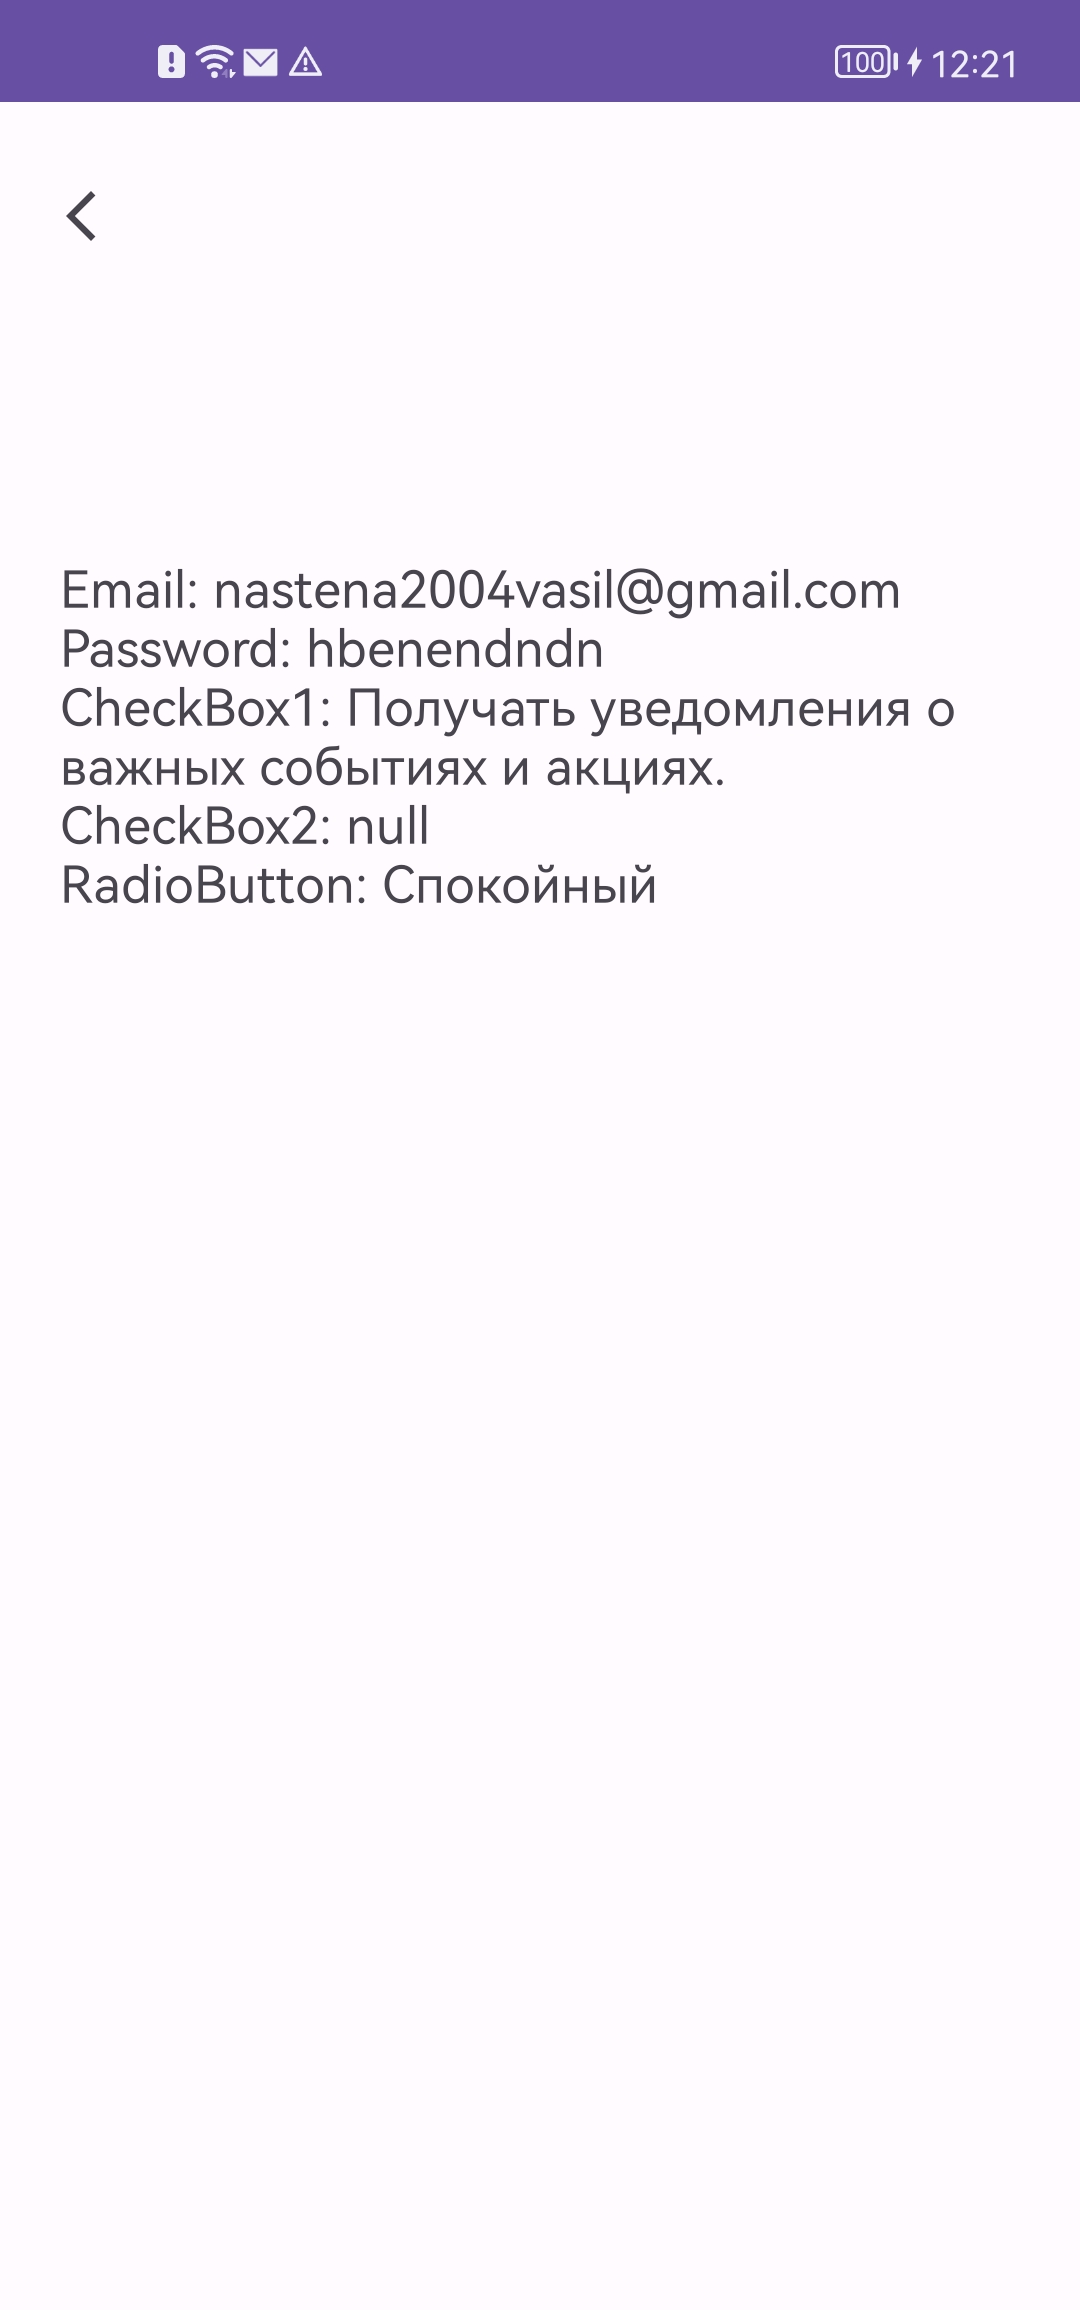 100 12:21
Email: nastena2004vasil@gmail.com
Password: hbenendndn
CheckBox1: Получать уведомления о
важных событиях и акциях.
CheckBox2: null
RadioButton: Спокойный